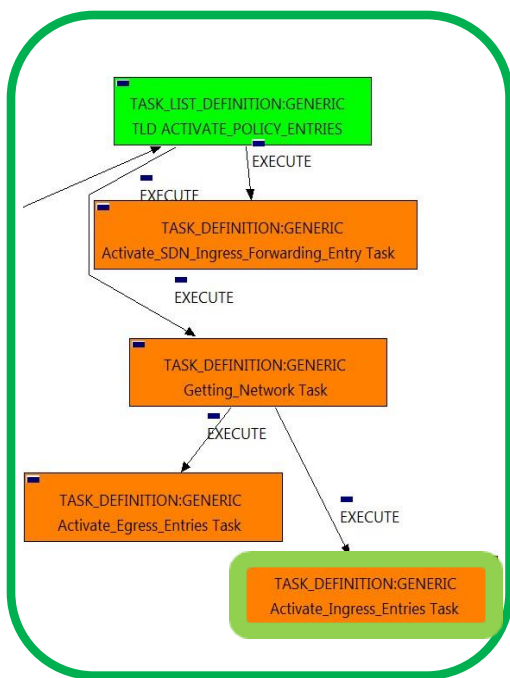 TASK_LIST_DEFINITION:GENERIC
TLD ACTIVATE_POLICY_ENTRIES
EXECUTE
EXECUTE
TASK_DEFINITION:GENERIC
Activate_SDN_Ingress_Forwarding_Entry Task
EXECUTE
TASK_DEFINITION:GENERIC
Getting_Network Task
EXECUTE
TASK_DEFINITION:GENERIC
Activate_Egress_Entries Task
EXECUTE
TASK_DEFINITION:GENERIC
Activate_Ingress_Entries Task